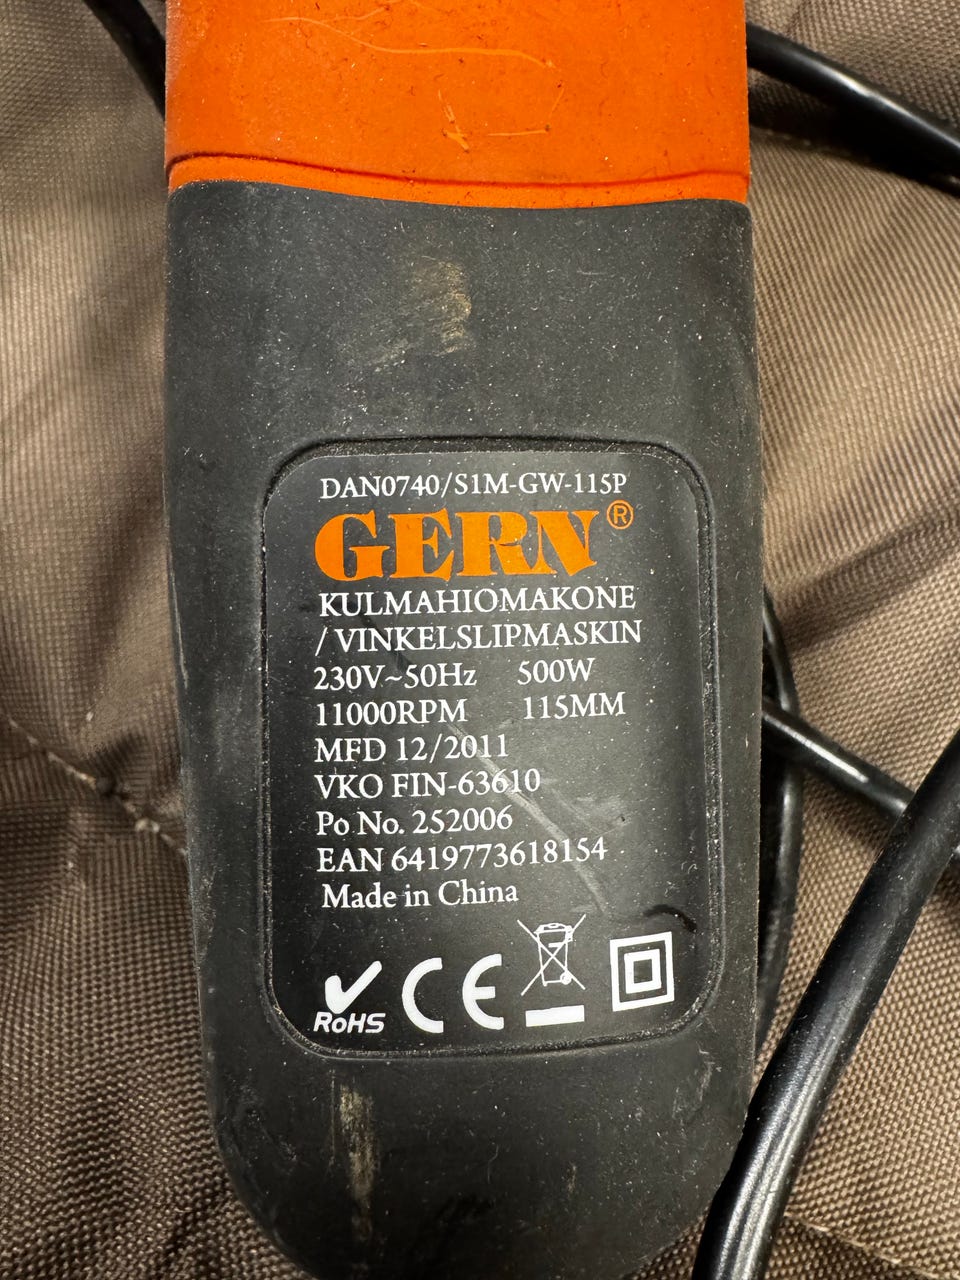 DAN0740/S1M-GW-115P
GERN®
KULMAHIOMAKONE
/VINKELSLIPMASKIN
230V~50Hz 500W
11000RPM 115MM
MFD 12/2011
VKO FIN-63610
Po No. 252006
EAN 6419773618154
Made in China
RoHS CE